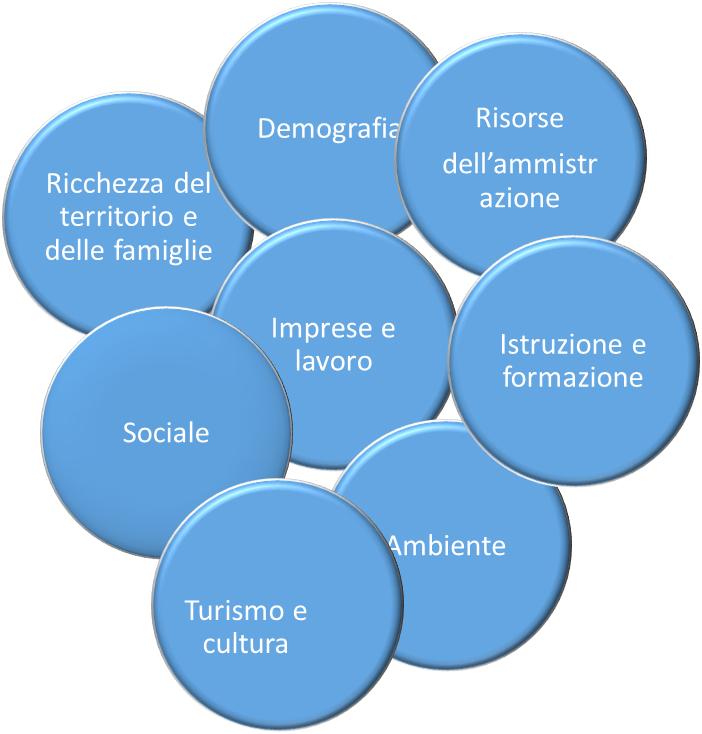 Demografia
Risorse
dell’ammistr
azione
Ricchezza del
territorio e
delle famiglie
Imprese e
lavoro
Istruzione e
formazione
Sociale
Ambiente
Turismo e
cultura